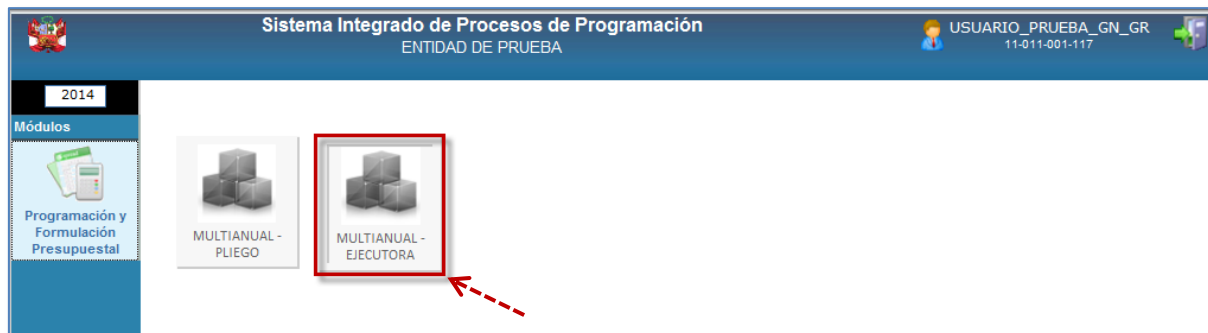 Sistema Integrado de Procesos de Programación
ENTIDAD DE PRUEBA
USUARIO_PRUEBA_GN_GR
11-011-001-117
2014
Módulos
Programación y
Formulación
Presupuestal
MULTIANUAL -
PLIEGO
MULTIANUAL -
EJECUTORA